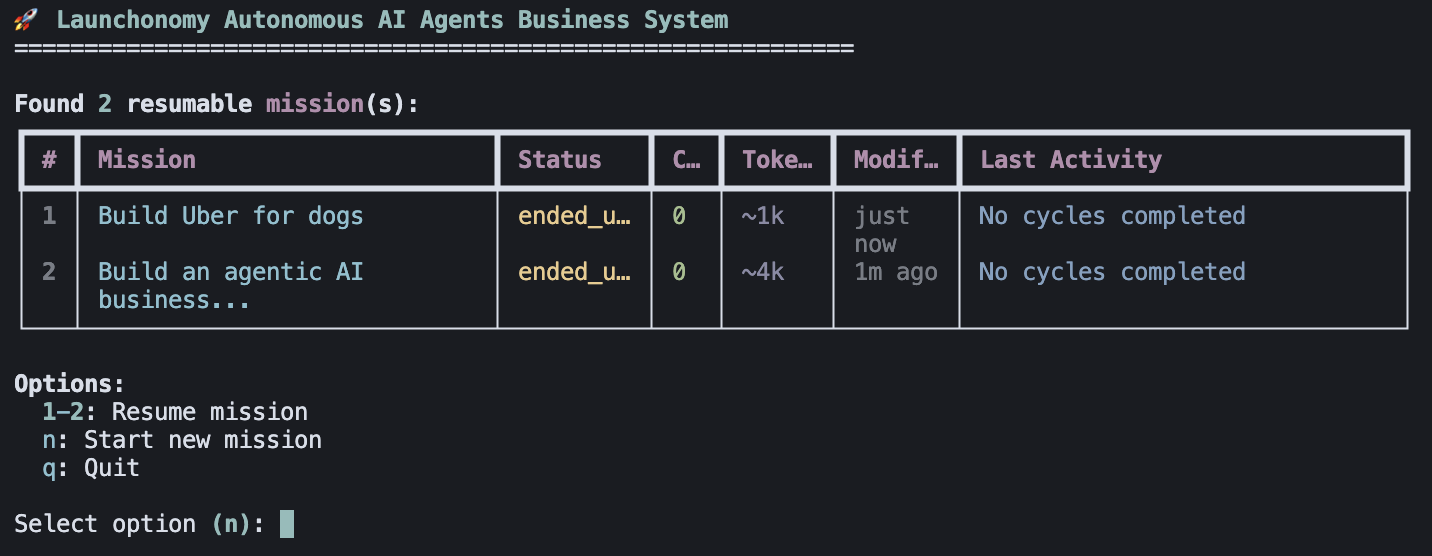 🚀 Launchonomy Autonomous AI Agents Business System
============================================================
Found 2 resumable mission(s):
# Mission Status C… Toke… Modif… Last Activity
1 Build Uber for dogs ended_u… 0 ~1k just now No cycles completed
2 Build an agentic AI business... ended_u… 0 ~4k 1m ago No cycles completed
Options:
1-2: Resume mission
n: Start new mission
q: Quit
Select option (n):